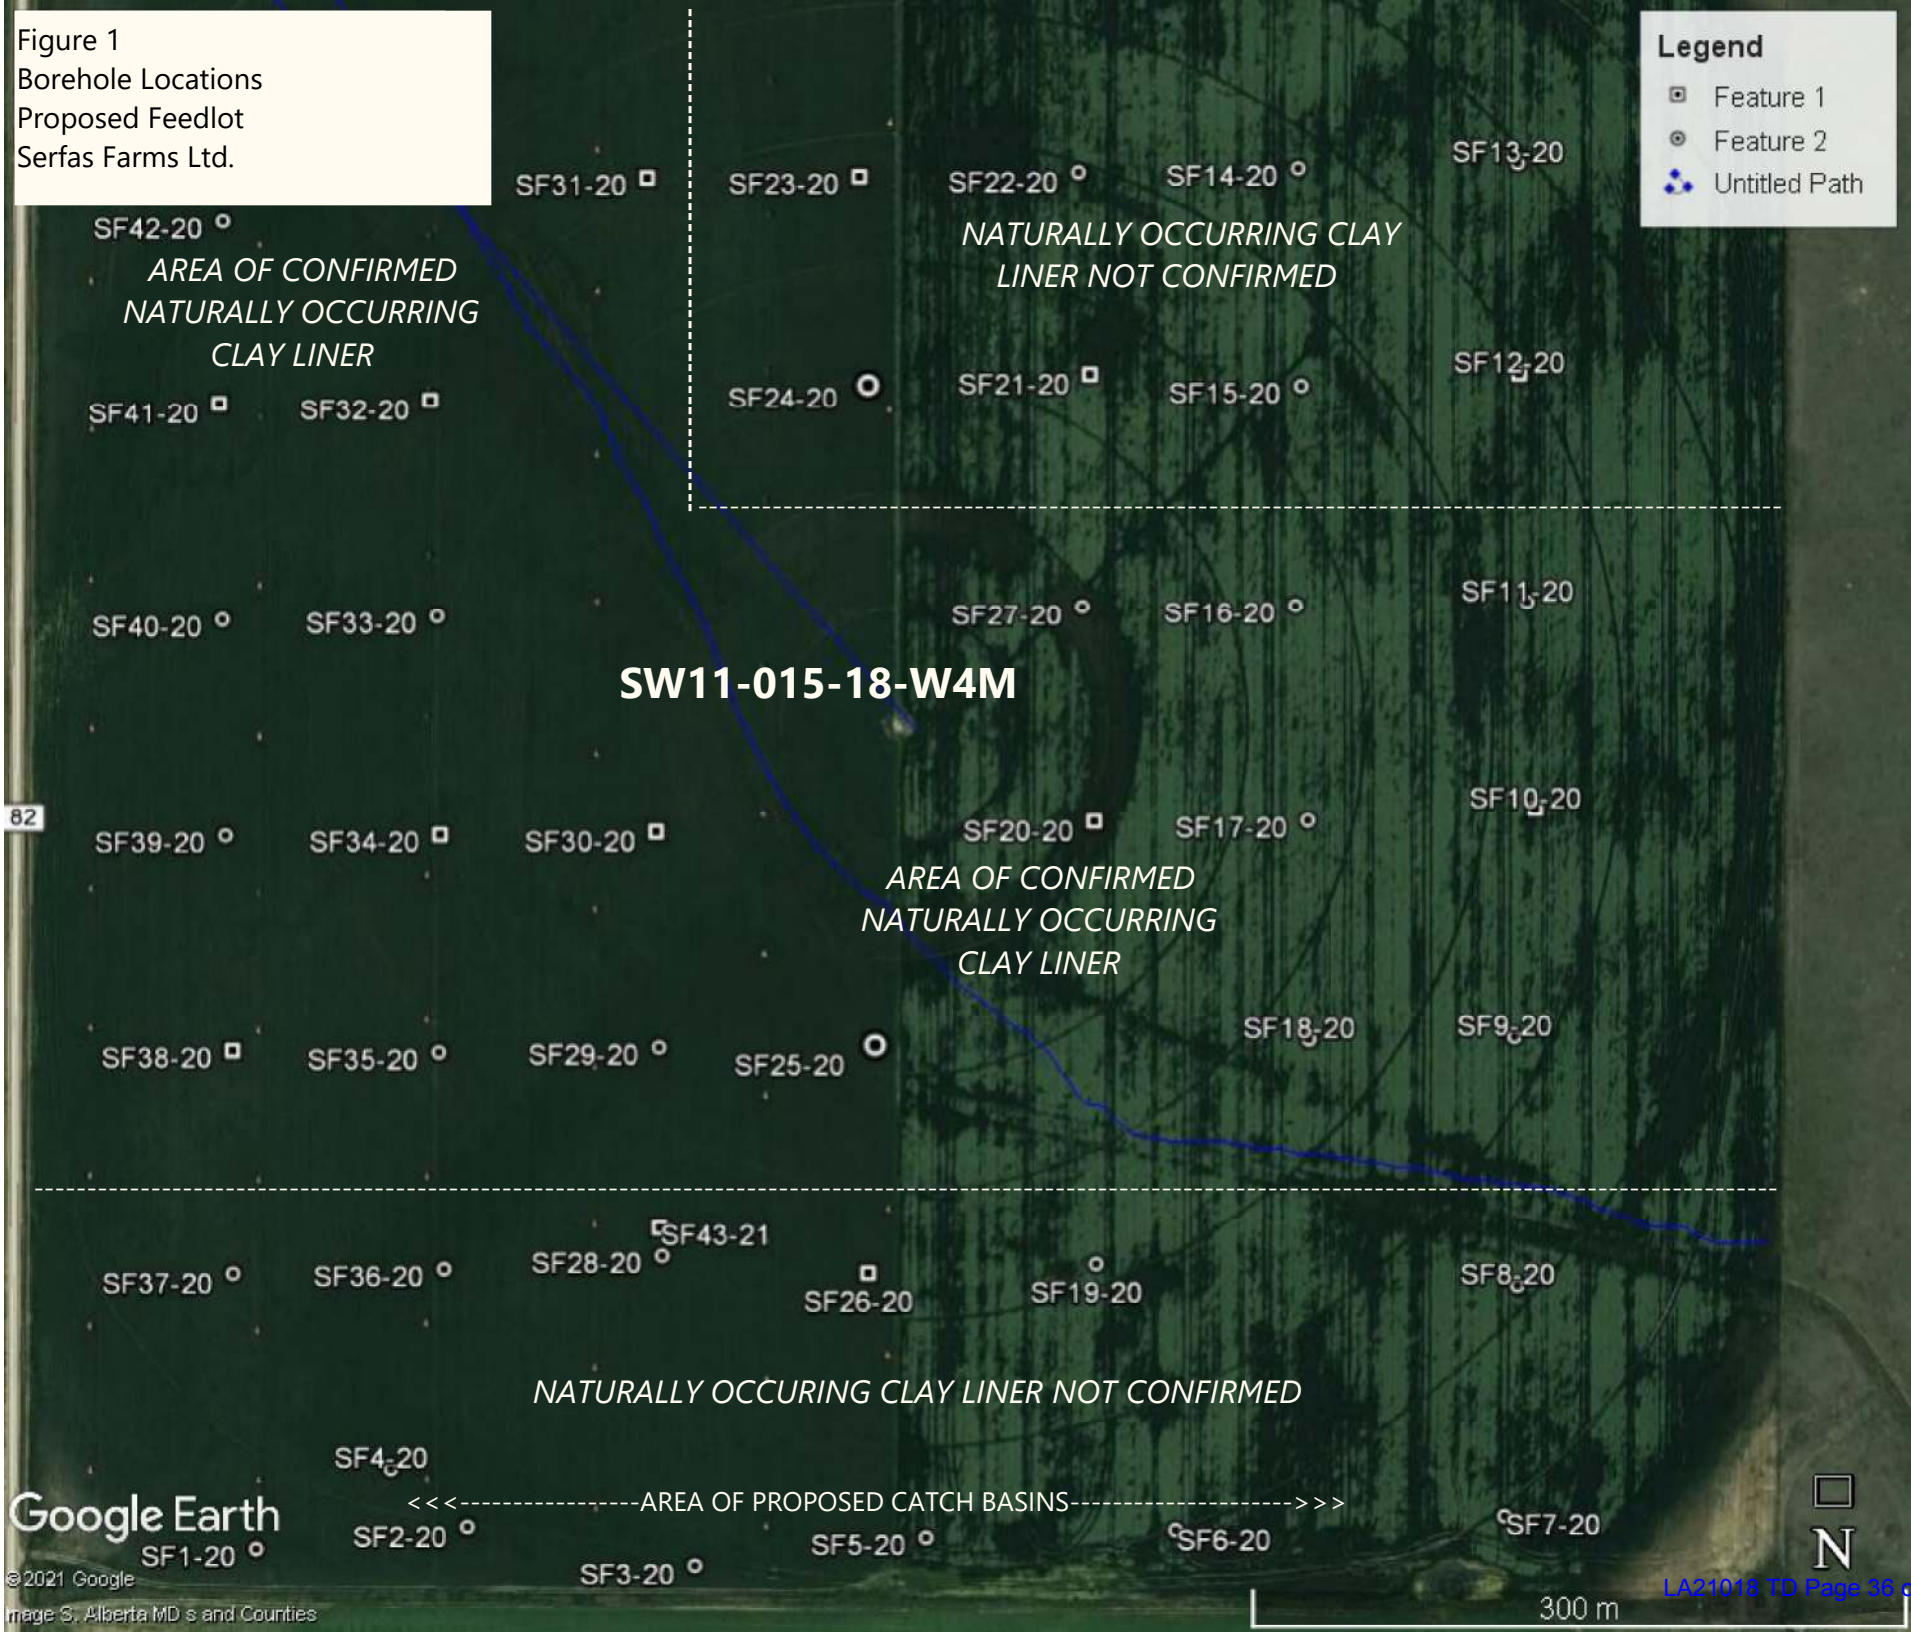 Figure 1
Borehole Locations
Proposed Feedlot
Serfas Farms Ltd.
Legend
Feature 1
Feature 2
Untitled Path
SF31-20
SF23-20
SF22-20
SF14-20
SF13-20
SF42-20
NATURALLY OCCURRING CLAY
LINER NOT CONFIRMED
AREA OF CONFIRMED
NATURALLY OCCURRING
CLAY LINER
SF41-20
SF32-20
SF24-20
SF21-20
SF15-20
SF12-20
SF40-20
SF33-20
SF27-20
SF16-20
SF11-20
SW11-015-18-W4M
82
SF39-20
SF34-20
SF30-20
SF20-20
SF17-20
SF10-20
AREA OF CONFIRMED
NATURALLY OCCURRING
CLAY LINER
SF38-20
SF35-20
SF29-20
SF25-20
SF18-20
SF9-20
SF43-21
SF37-20
SF36-20
SF28-20
SF26-20
SF19-20
SF8-20
NATURALLY OCCURING CLAY LINER NOT CONFIRMED
SF4-20
<<<-----------------AREA OF PROPOSED CATCH BASINS--------------------->>>
Google Earth
SF1-20
SF2-20
SF3-20
SF5-20
SF6-20
SF7-20
N
©2021 Google
LA21018 TD Page 36
mage S. Alberta MD s and Counties
300 m